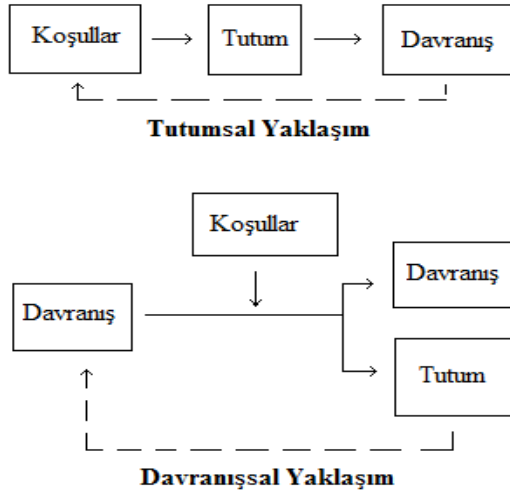 Koşullar
Tutum
Davranış
Tutumsal Yaklaşım
Koşullar
Davranış
Davranış
Tutum
Davranışsal Yaklaşım